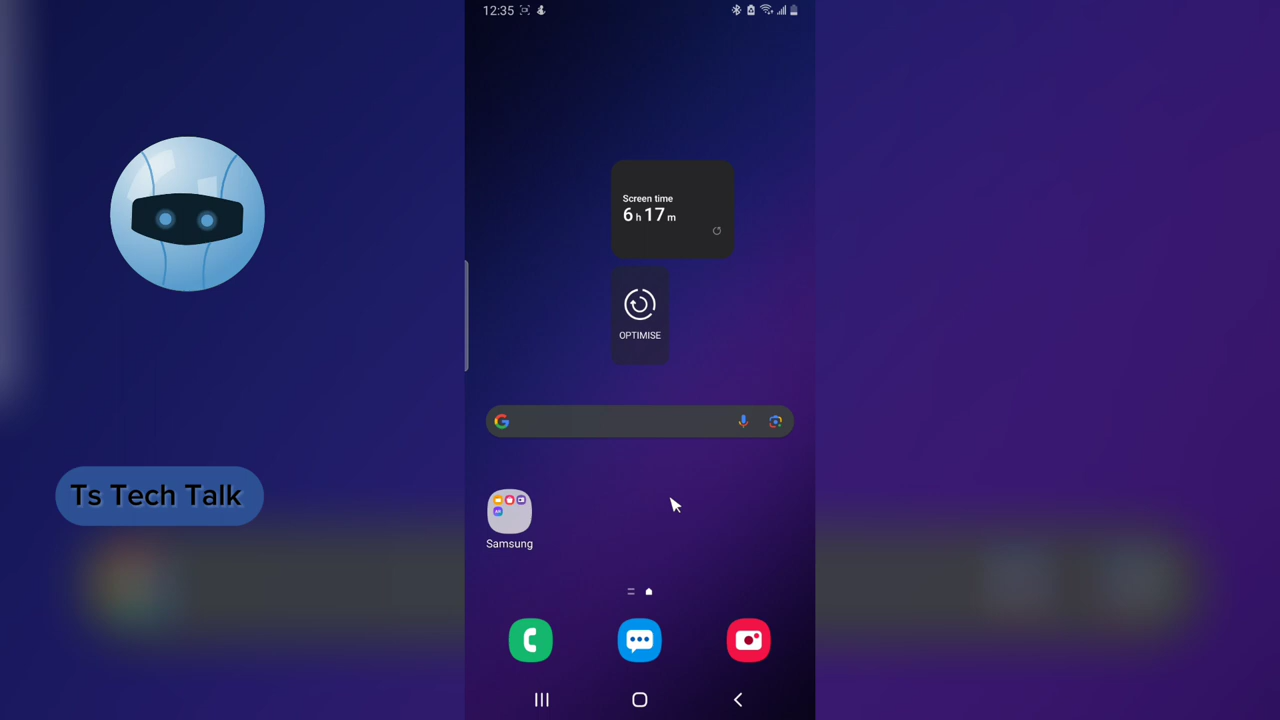 12:35
Screen time
6 h 17 m
OPTIMISE
Ts Tech Talk
Samsung